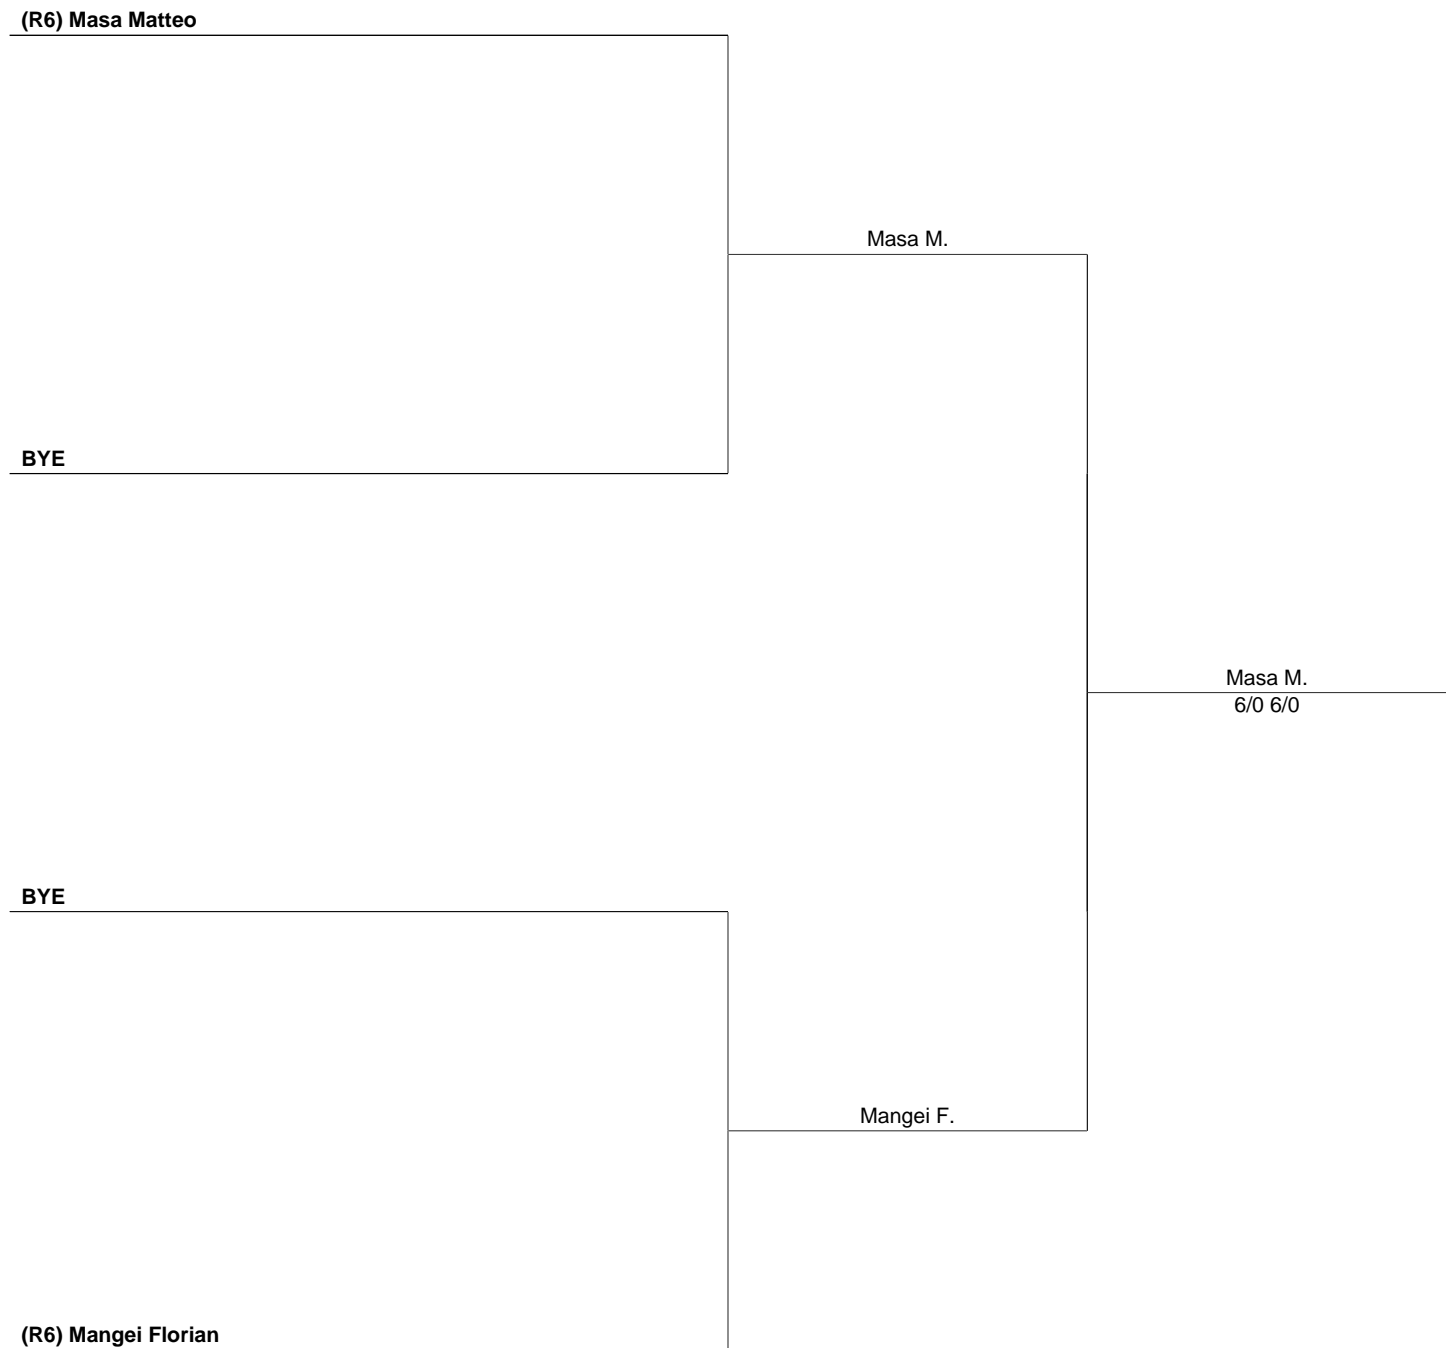 (R6) Masa Matteo
Masa M.
BYE
Masa M.
6/0 6/0
BYE
Mangei F.
(R6) Mangei Florian